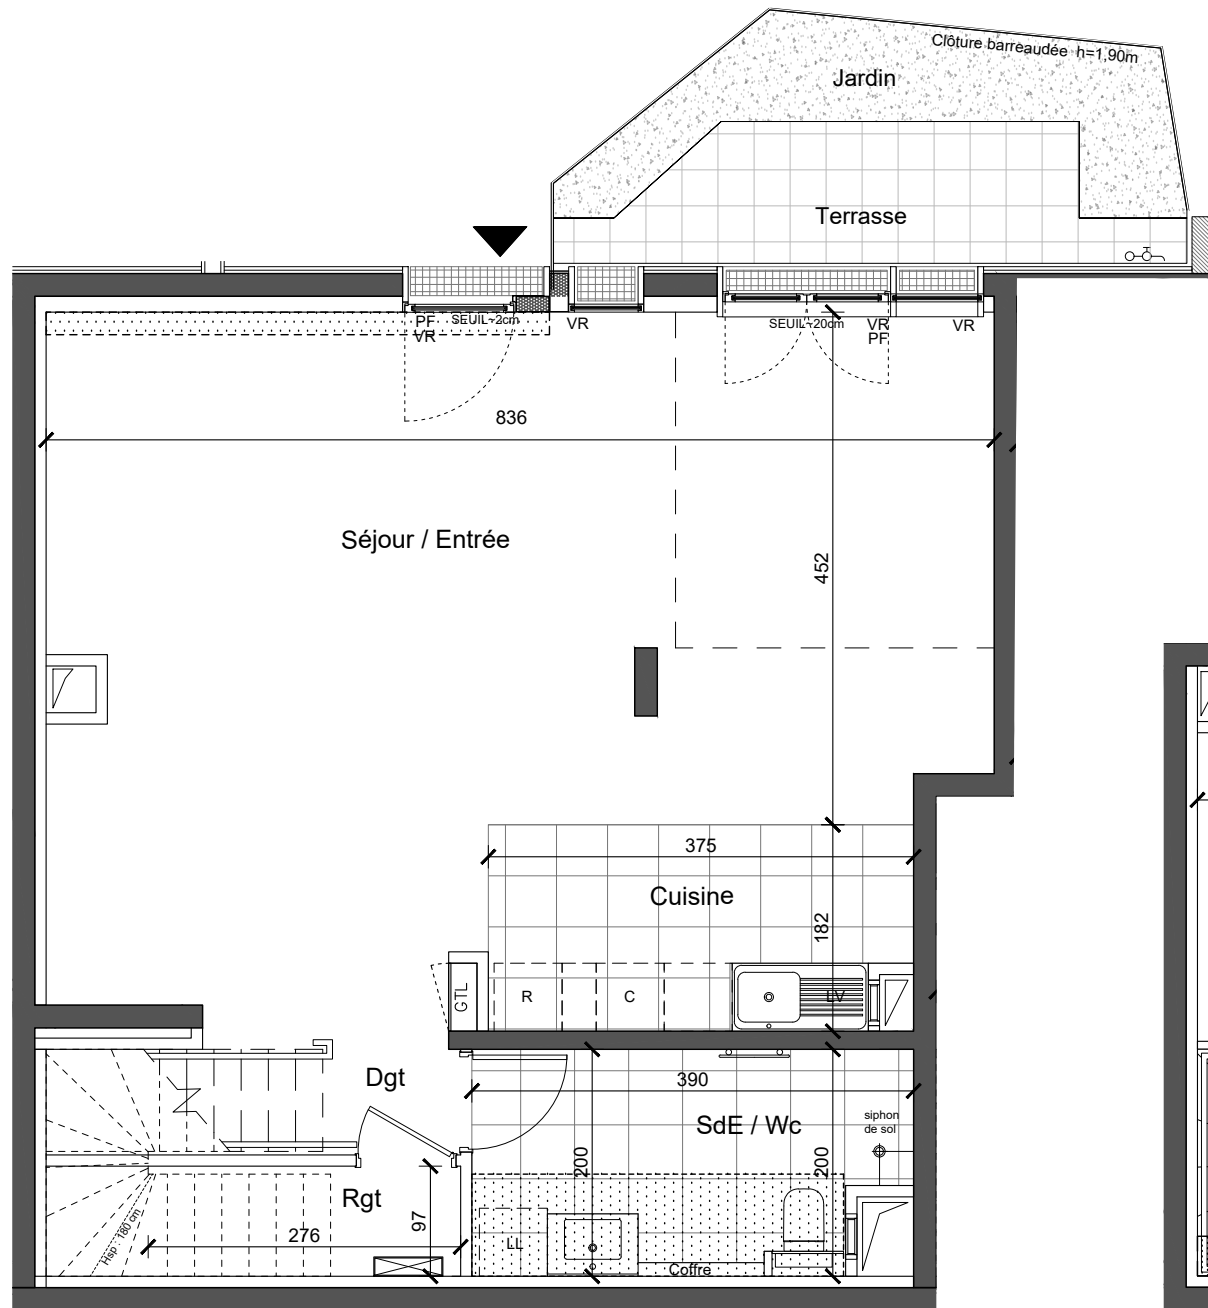 Clôture barreaudée h=1,90m
Jardin
Terrasse
PF
VR
SEUIL~2cm
VR
SEUIL~20cm
VR
PF
VR
836
Séjour / Entrée
452
375
Cuisine
182
GTL
R
C
LV
Dgt
390
SdE / Wc
siphon
de sol
200
200
Rgt
97
276
Hsp : 180 cm
LL
Coffre